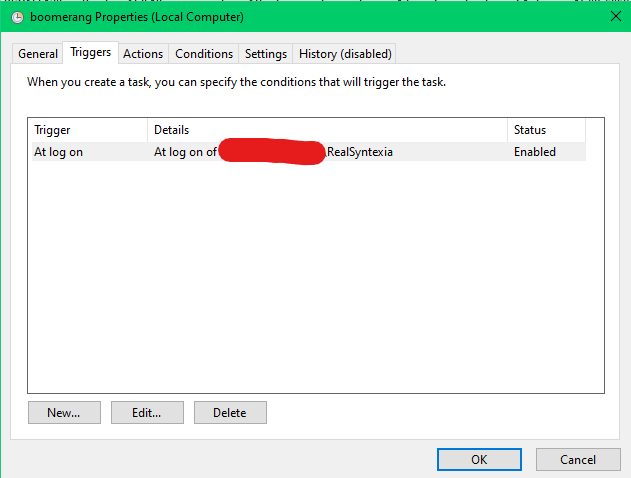 boomerang Properties (Local Computer)
General Triggers Actions Conditions Settings History (disabled)
When you create a task, you can specify the conditions that will trigger the task.
Trigger Details Status
At log on At log on of \RealSyntexia Enabled
New... Edit... Delete
OK Cancel